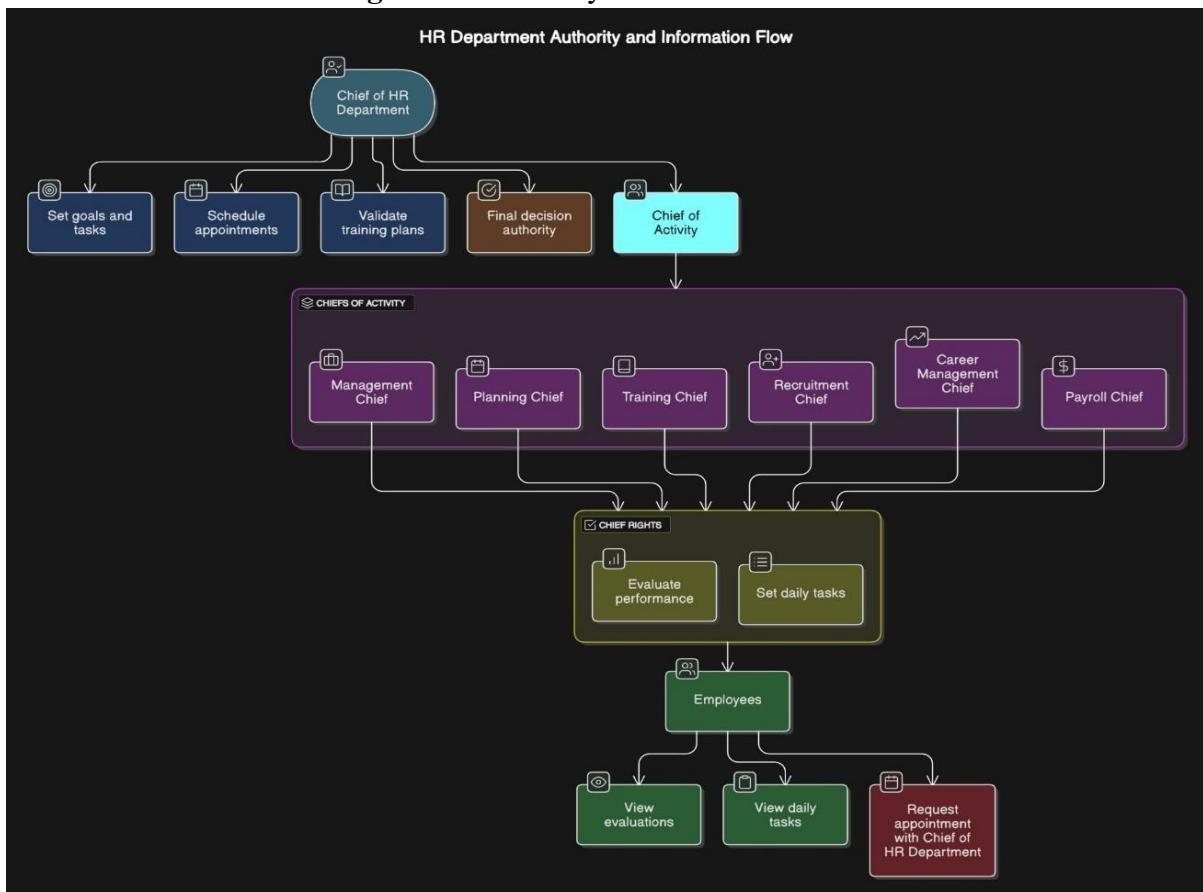 HR Department Authority and Information Flow
Chief of HR
Department
Set goals and
tasks
Schedule
appointments
Validate
training plans
Final decision
authority
Chief of
Activity
CHIEFS OF ACTIVITY
Management
Chief
Planning Chief
Training Chief
Recruitment
Chief
Career
Management
Chief
$
Payroll Chief
CHIEF RIGHTS
Evaluate
performance
Set daily tasks
Employees
View
evaluations
View daily
tasks
Request
appointment
with Chief of
HR Department